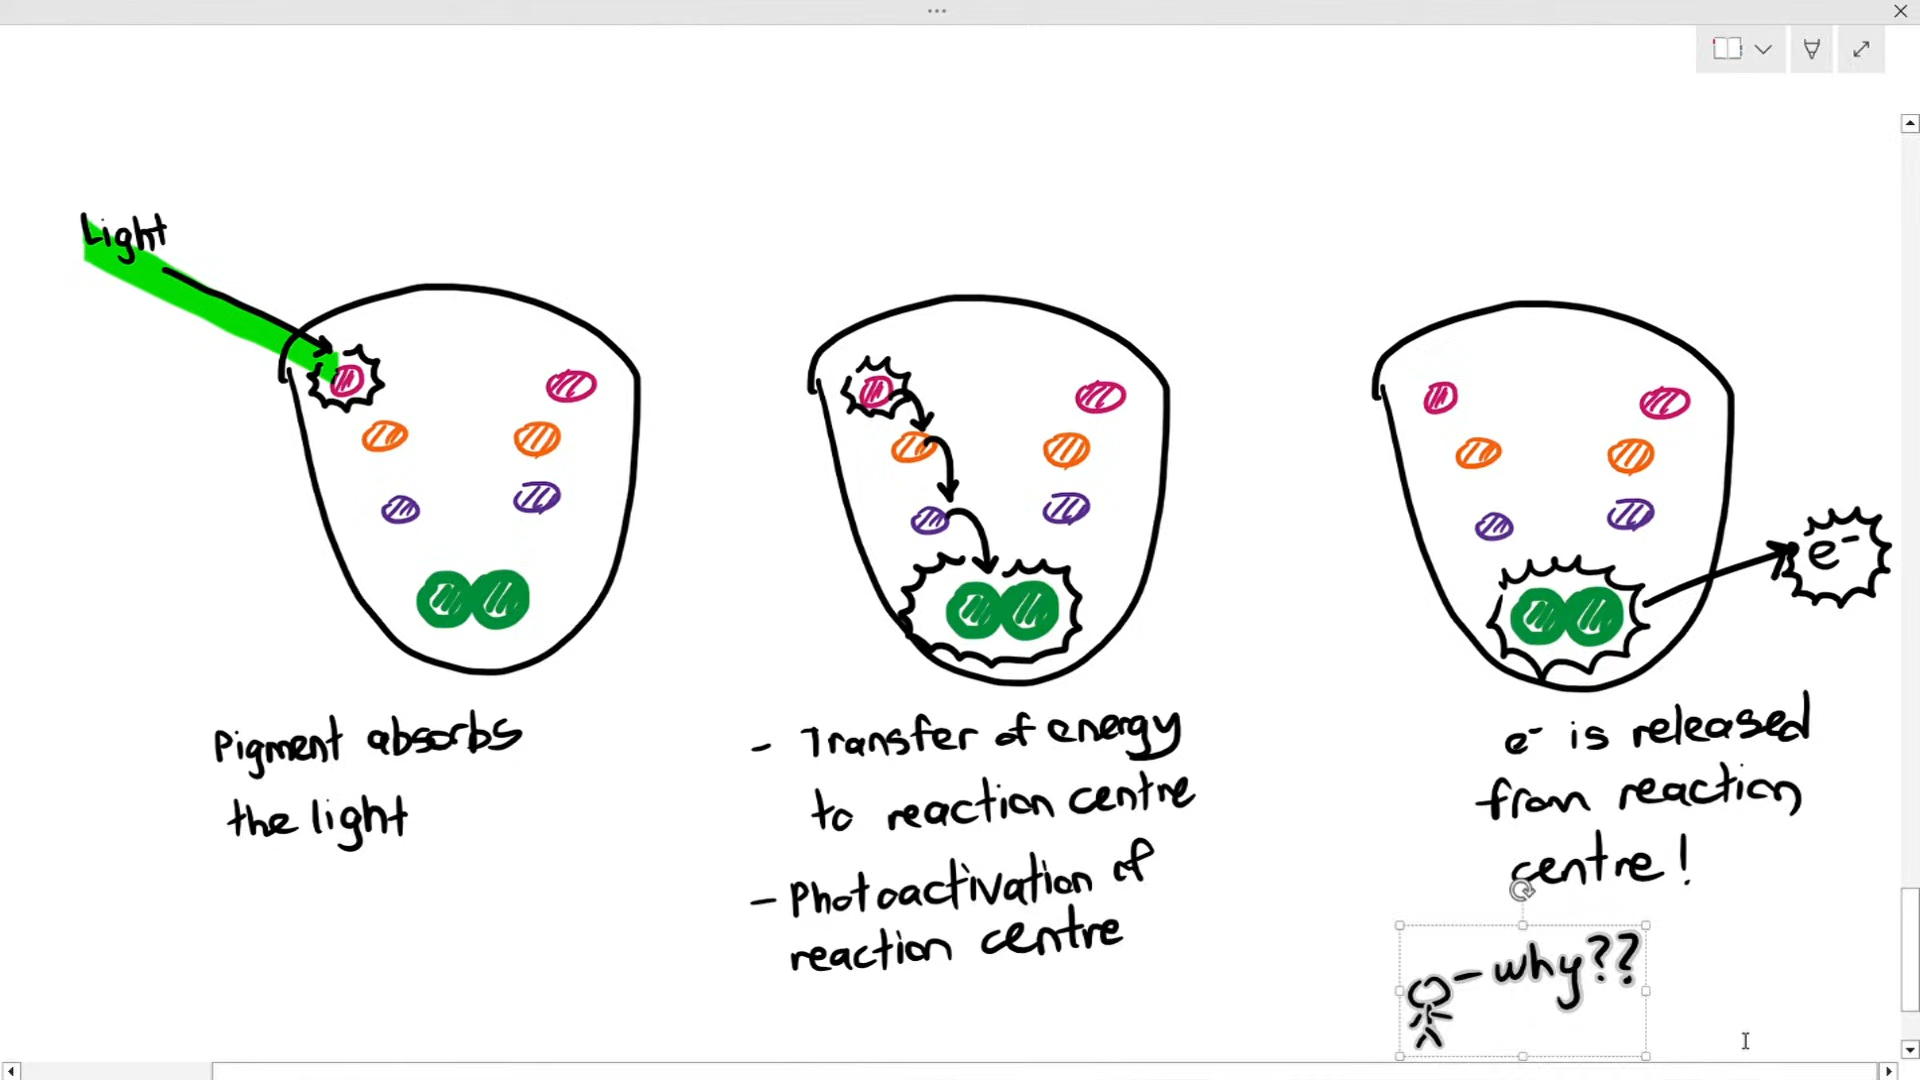 Light
Pigment absorbs
the light
- Transfer of energy
to reaction centre
- Photoactivation of
reaction centre
e-
e- is released
from reaction
centre!
- why??